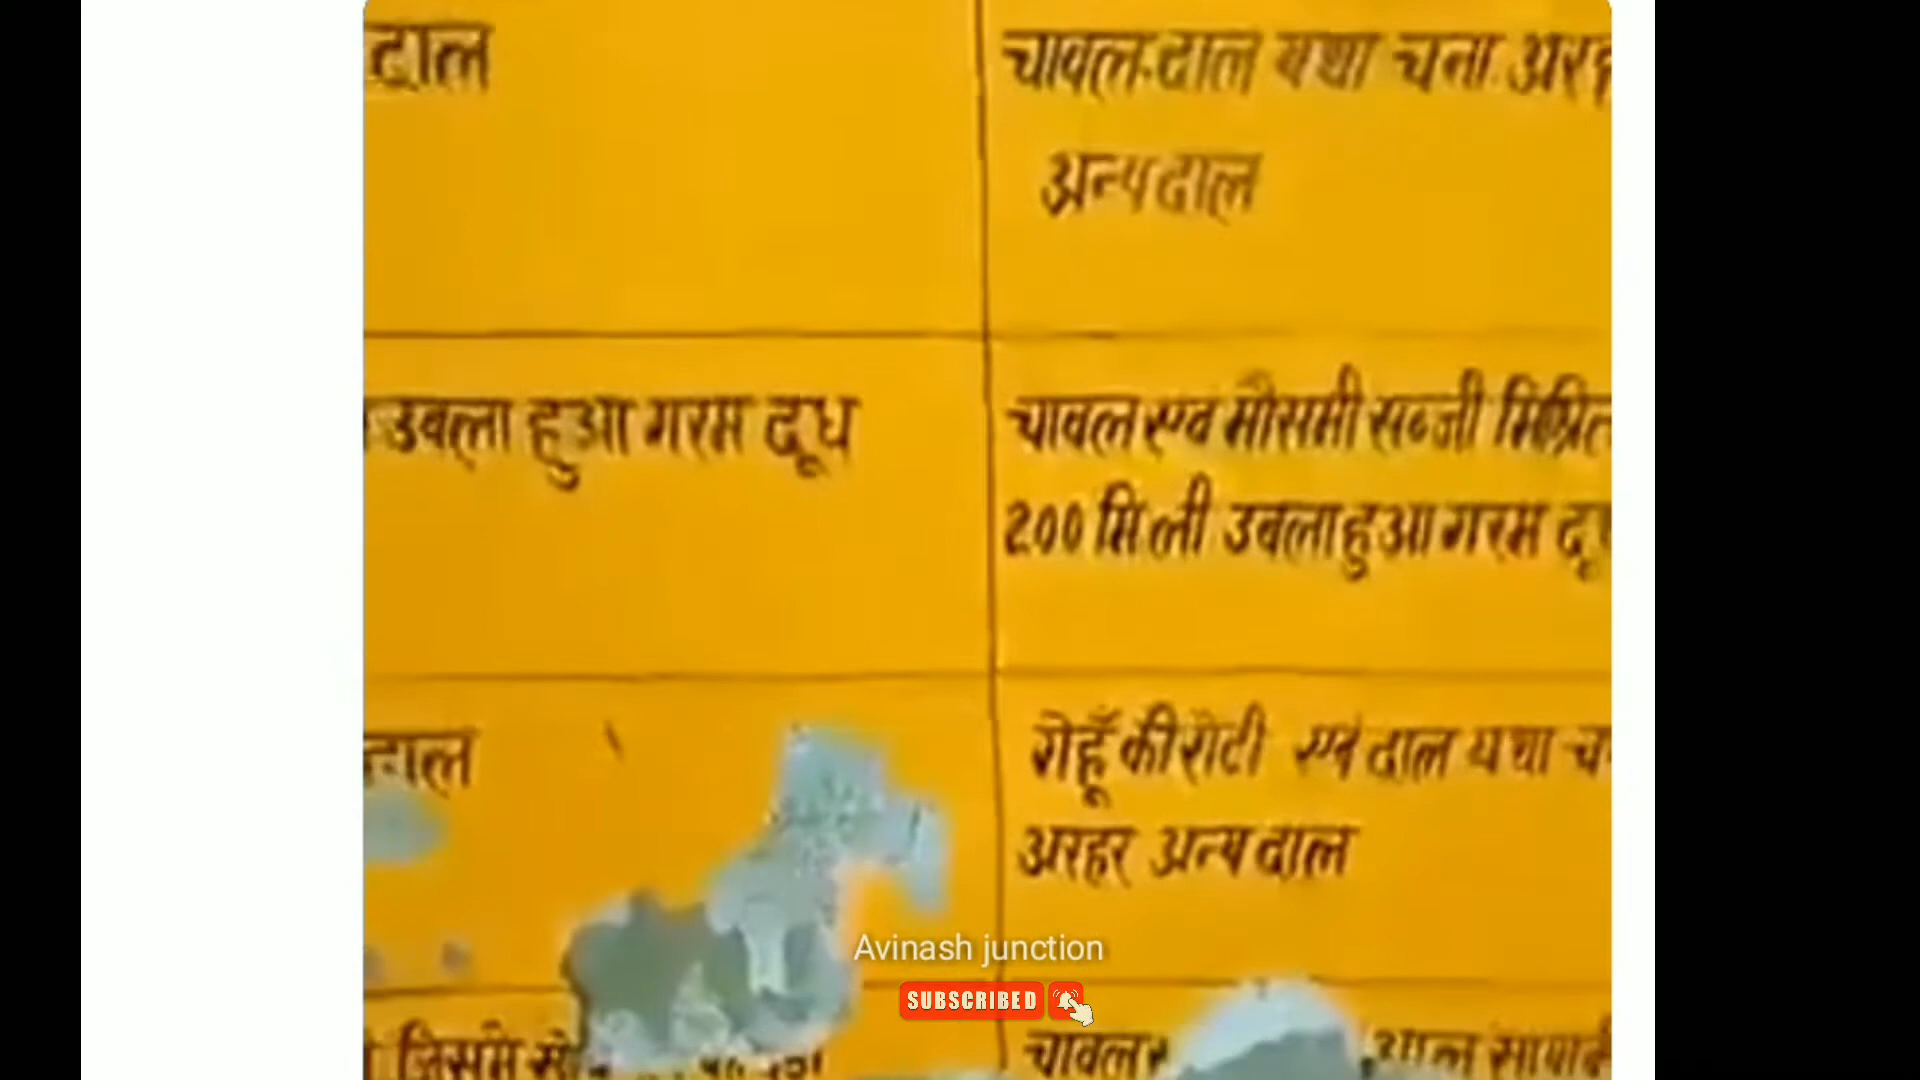 दाल
चावल दाल यथा चना अरह
अन्य दाल
उबला हुआ गरम दूध
चावल एवं मौसमी सब्जी मिश्रित
200 मिली उबला हुआ गरम दू
दाल
गेहूँ की रोटी एवं दाल यथा च
अरहर अन्य दाल
Avinash junction
SUBSCRIBED
जिसमे
चावल